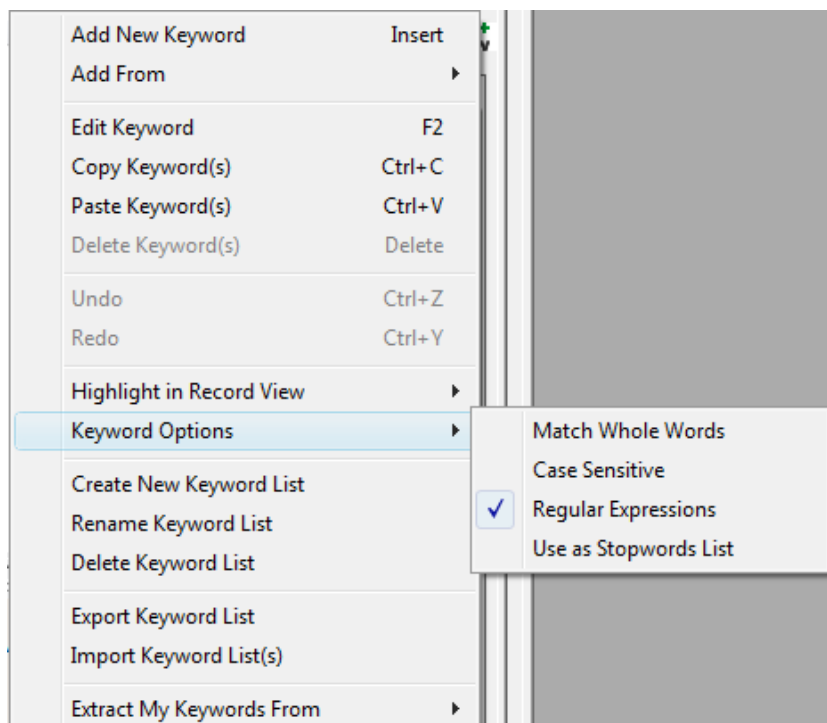 Add New Keyword Insert
Add From
Edit Keyword F2
Copy Keyword(s) Ctrl+C
Paste Keyword(s) Ctrl+V
Delete Keyword(s) Delete
Undo Ctrl+Z
Redo Ctrl+Y
Highlight in Record View
Keyword Options
Match Whole Words
Case Sensitive
Regular Expressions
Use as Stopwords List
Create New Keyword List
Rename Keyword List
Delete Keyword List
Export Keyword List
Import Keyword List(s)
Extract My Keywords From